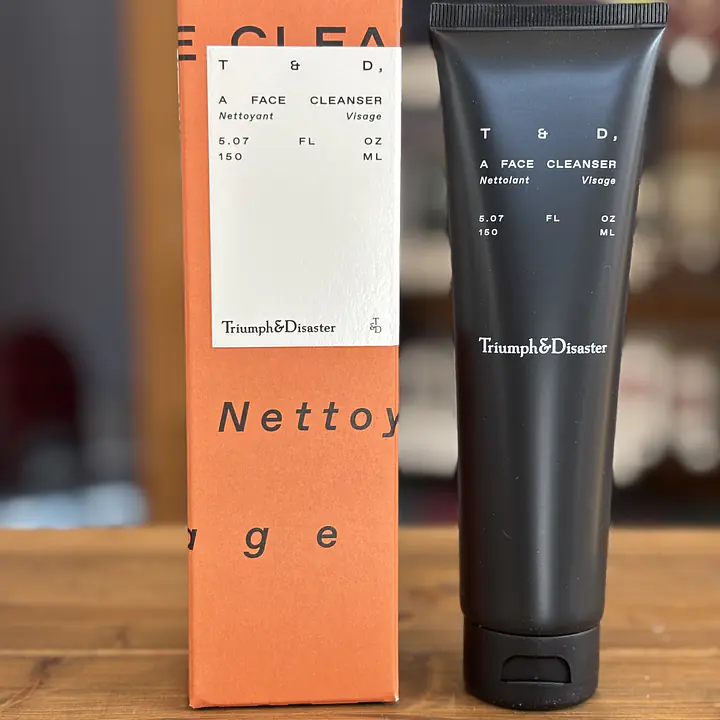 E CLEA
T & D,
A FACE CLEANSER
Nettoyant Visage
5.07 FL OZ
150 ML
Triumph&Disaster
T&D
Nettoy
age
T & D,
A FACE CLEANSER
Nettoiant Visage
5.07 FL OZ
150 ML
Triumph&Disaster